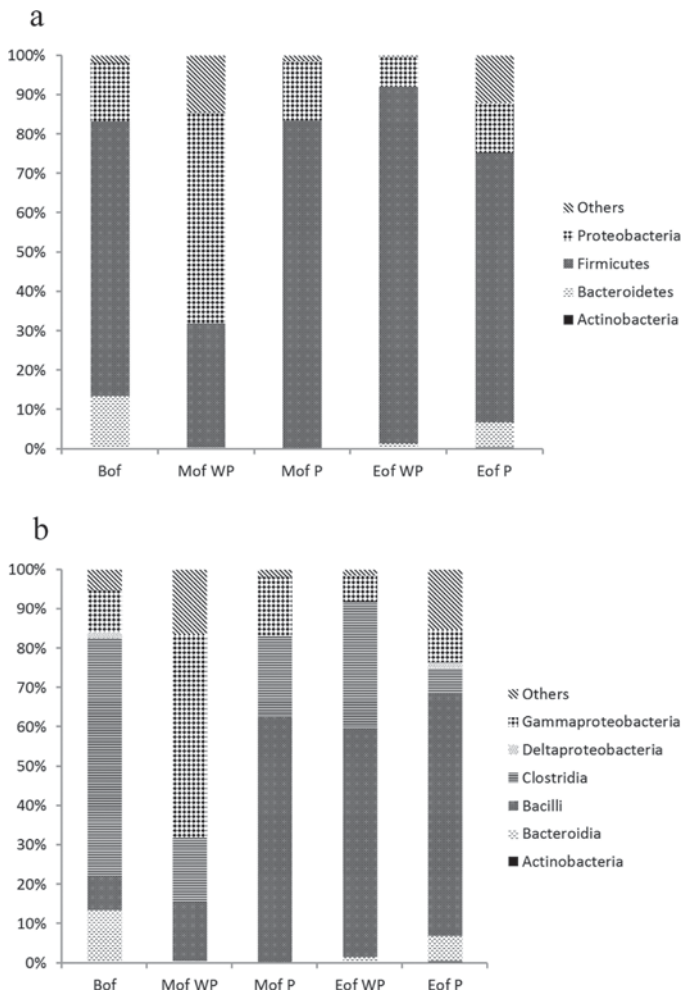 a
100%
90%
80%
70%
60%
50%
40%
30%
20%
10%
0%
Bof Mof WP Mof P Eof WP Eof P
Others
Proteobacteria
Firmicutes
Bacteroidetes
Actinobacteria
b
100%
90%
80%
70%
60%
50%
40%
30%
20%
10%
0%
Bof Mof WP Mof P Eof WP Eof P
Others
Gammaproteobacteria
Deltaproteobacteria
Clostridia
Bacilli
Bacteroidia
Actinobacteria